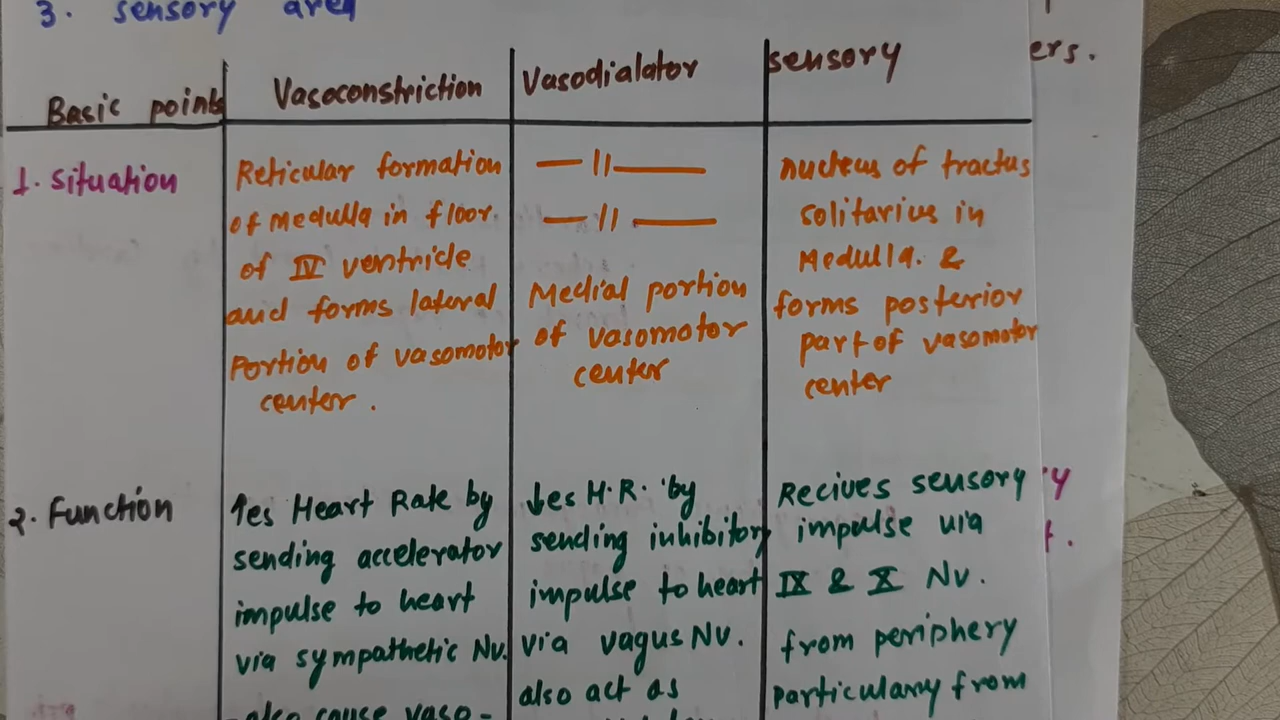 3. sensory area
ers.
Basic points Vasoconstriction Vasodialator sensory
1. situation
Reticular formation
of Medulla in floor
of IV ventricle
and forms lateral
Portion of vasomotor
center.
— 11 ——
— 11 ——
Medial portion
of vasomotor
center
nucleus of tractus
solitarius in
Medulla. &
forms posterior
part of vasomotor
center
2. Function
↑es Heart Rate by
sending accelerator
impulse to heart
via sympathetic Nv.
also cause vaso-
↓es H.R. by
sending inhibitory
impulse to heart
via vagus Nv.
also act as
Recives sensory
impulse via
IX & X Nv.
from periphery
particulamy from
y
t.